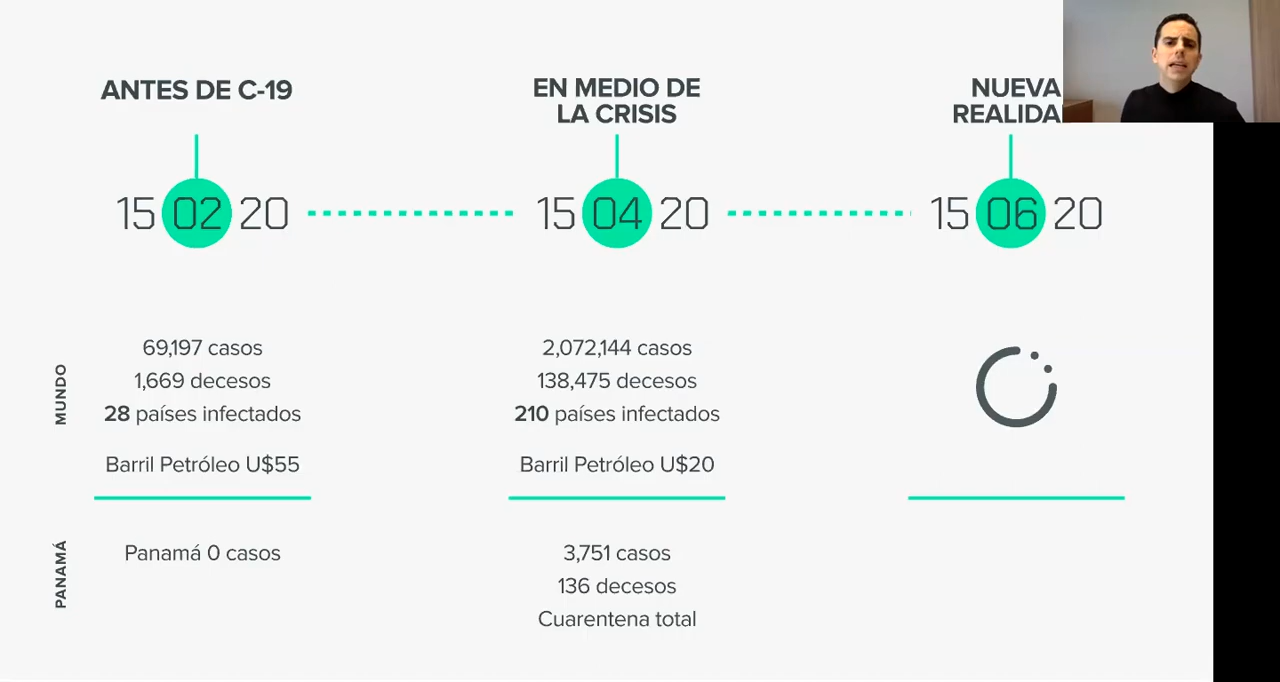 ANTES DE C-19
EN MEDIO DE
LA CRISIS
NUEVA
REALIDA
15 02 20
15 04 20
15 06 20
MUNDO
69,197 casos
1,669 decesos
28 países infectados
Barril Petróleo U$55
2,072,144 casos
138,475 decesos
210 países infectados
Barril Petróleo U$20
PANAMÁ
Panamá 0 casos
3,751 casos
136 decesos
Cuarentena total